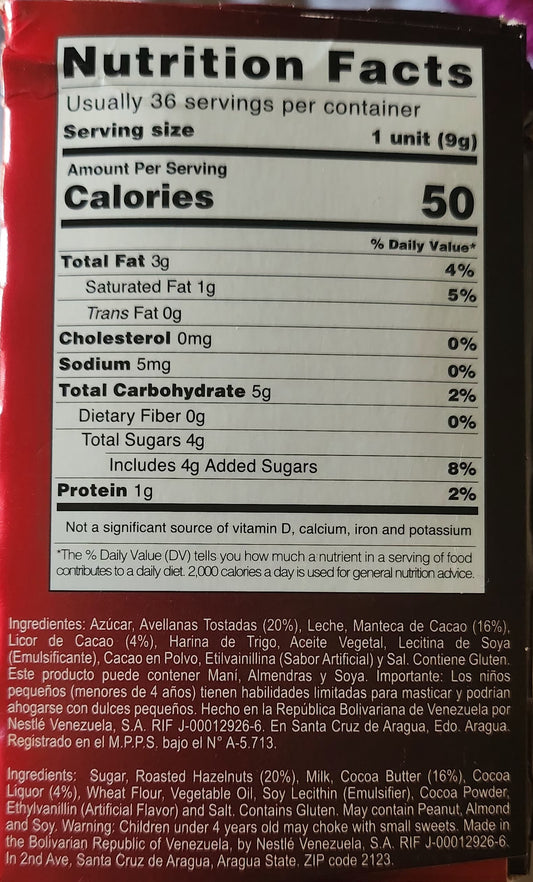 Nutrition Facts
Usually 36 servings per container
Serving size 1 unit (9g)
Amount Per Serving
Calories 50
% Daily Value*
Total Fat 3g 4%
Saturated Fat 1g 5%
Trans Fat 0g
Cholesterol 0mg 0%
Sodium 5mg 0%
Total Carbohydrate 5g 2%
Dietary Fiber 0g 0%
Total Sugars 4g
Includes 4g Added Sugars 8%
Protein 1g 2%
Not a significant source of vitamin D, calcium, iron and potassium
*The % Daily Value (DV) tells you how much a nutrient in a serving of food
contributes to a daily diet. 2,000 calories a day is used for general nutrition advice.
Ingredientes: Azúcar, Avellanas Tostadas (20%), Leche, Manteca de Cacao (16%),
Licor de Cacao (4%), Harina de Trigo, Aceite Vegetal, Lecitina de Soya
(Emulsificante), Cacao en Polvo, Etilvainillina (Sabor Artificial) y Sal. Contiene Gluten.
Este producto puede contener Maní, Almendras y Soya. Importante: Los niños
pequeños (menores de 4 años) tienen habilidades limitadas para masticar y podrían
ahogarse con dulces pequeños. Hecho en la República Bolivariana de Venezuela por
Nestlé Venezuela, S.A. RIF J-00012926-6. En Santa Cruz de Aragua, Edo. Aragua.
Registrado en el M.P.P.S. bajo el N° A-5.713.
Ingredients: Sugar, Roasted Hazelnuts (20%), Milk, Cocoa Butter (16%), Cocoa
Liquor (4%), Wheat Flour, Vegetable Oil, Soy Lecithin (Emulsifier), Cocoa Powder,
Ethylvanillin (Artificial Flavor) and Salt. Contains Gluten. May contain Peanut, Almond
and Soy. Warning: Children under 4 years old may choke with small sweets. Made in
the Bolivarian Republic of Venezuela, by Nestlé Venezuela, S.A. RIF J-00012926-6.
In 2nd Ave, Santa Cruz de Aragua, Aragua State. ZIP code 2123.